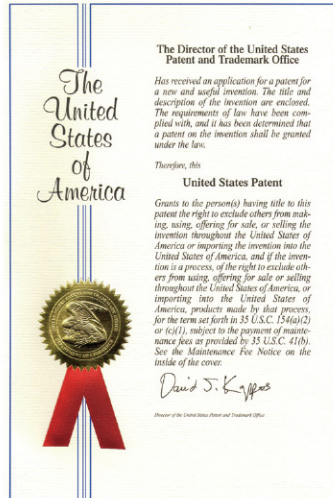 The
United
States
of
America
The Director of the United States
Patent and Trademark Office
Has received an application for a patent for
a new and useful invention. The title and
description of the invention are enclosed.
The requirements of law have been com-
plied with, and it has been determined that
a patent on the invention shall be granted
under the law.
Therefore, this
United States Patent
Grants to the person(s) having title to this
patent the right to exclude others from mak-
ing, using, offering for sale, or selling the
invention throughout the United States of
America or importing the invention into the
United States of America, and if the inven-
tion is a process, of the right to exclude oth-
ers from using, offering for sale or selling
throughout the United States of America, or
importing into the United States of
America, products made by that process,
for the term set forth in 35 U.S.C. 154(a)(2)
or (c)(1), subject to the payment of mainte-
nance fees as provided by 35 U.S.C. 41(b).
See the Maintenance Fee Notice on the
inside of the cover.
David J. Kappos
Director of the United States Patent and Trademark Office